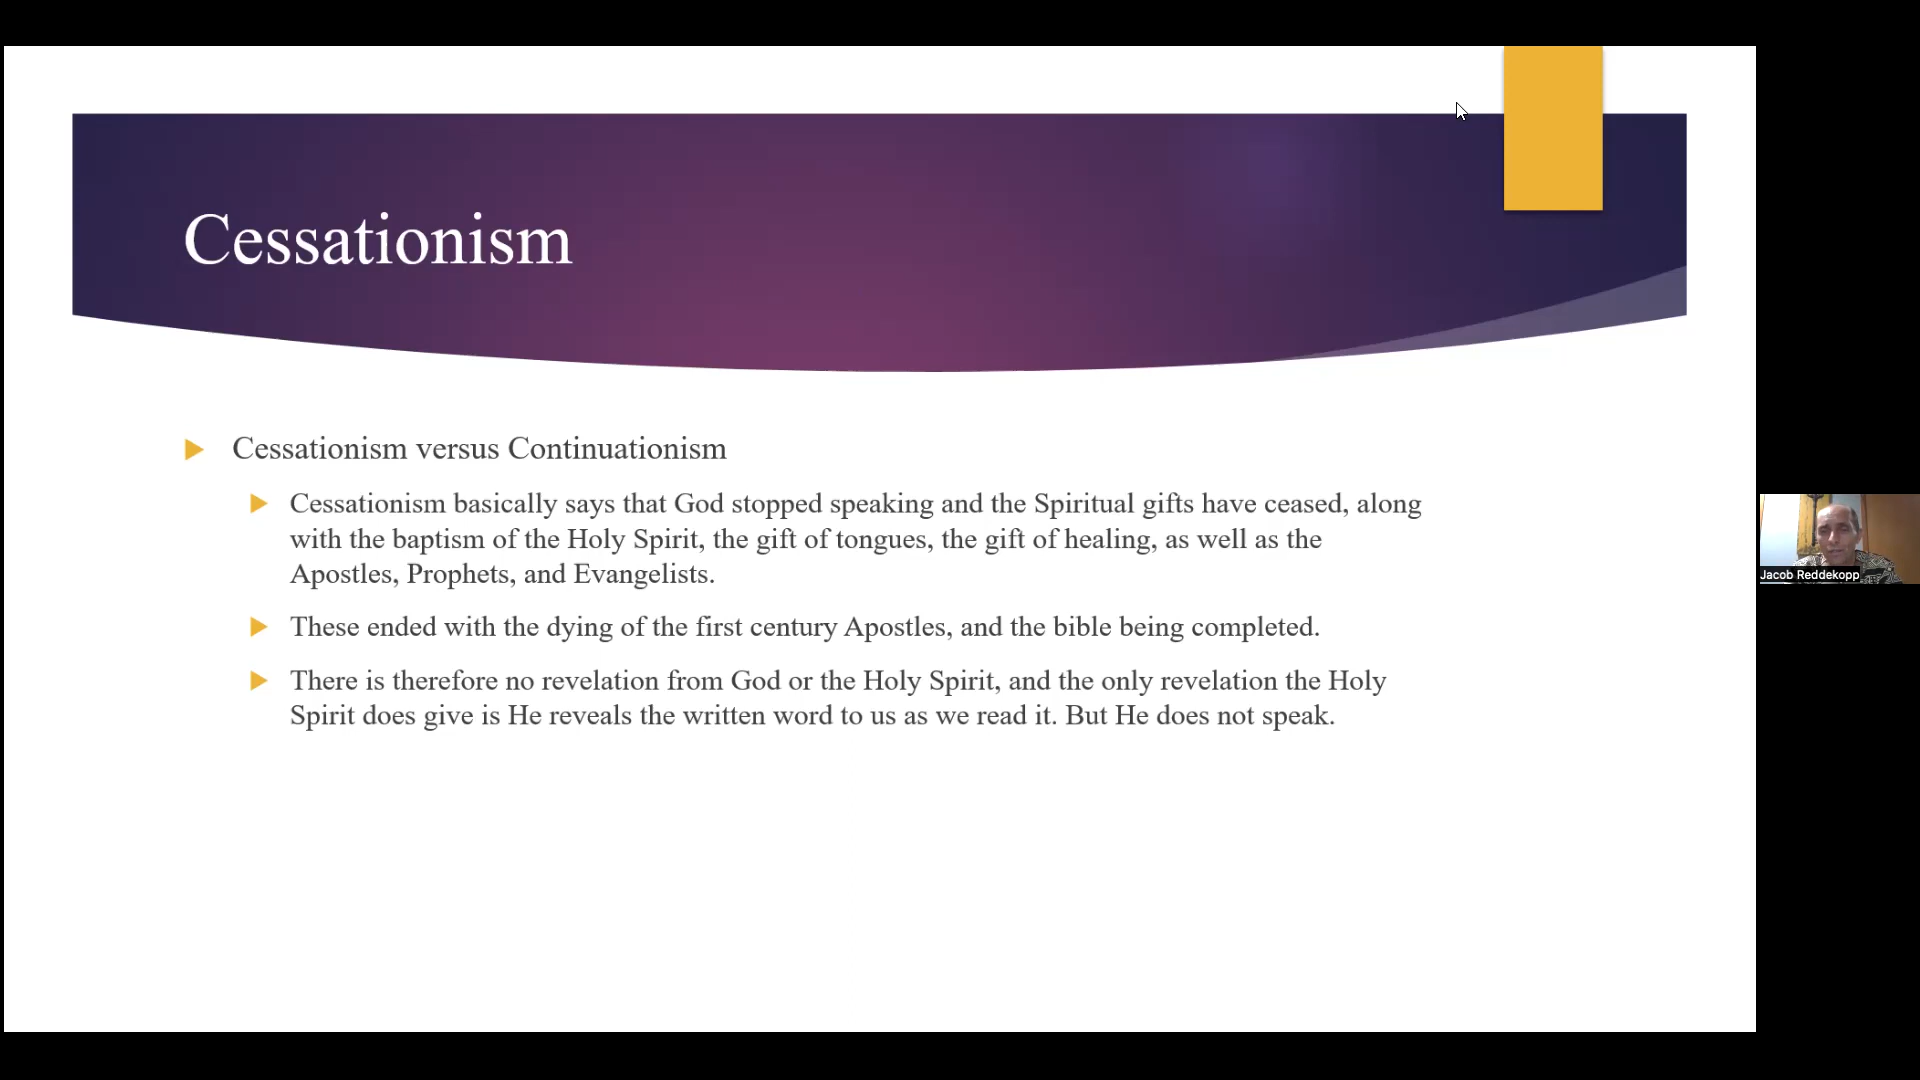 Cessationism
Cessationism versus Continuationism
Cessationism basically says that God stopped speaking and the Spiritual gifts have ceased, along
with the baptism of the Holy Spirit, the gift of tongues, the gift of healing, as well as the
Apostles, Prophets, and Evangelists.
These ended with the dying of the first century Apostles, and the bible being completed.
There is therefore no revelation from God or the Holy Spirit, and the only revelation the Holy
Spirit does give is He reveals the written word to us as we read it. But He does not speak.
Jacob Reddekopp